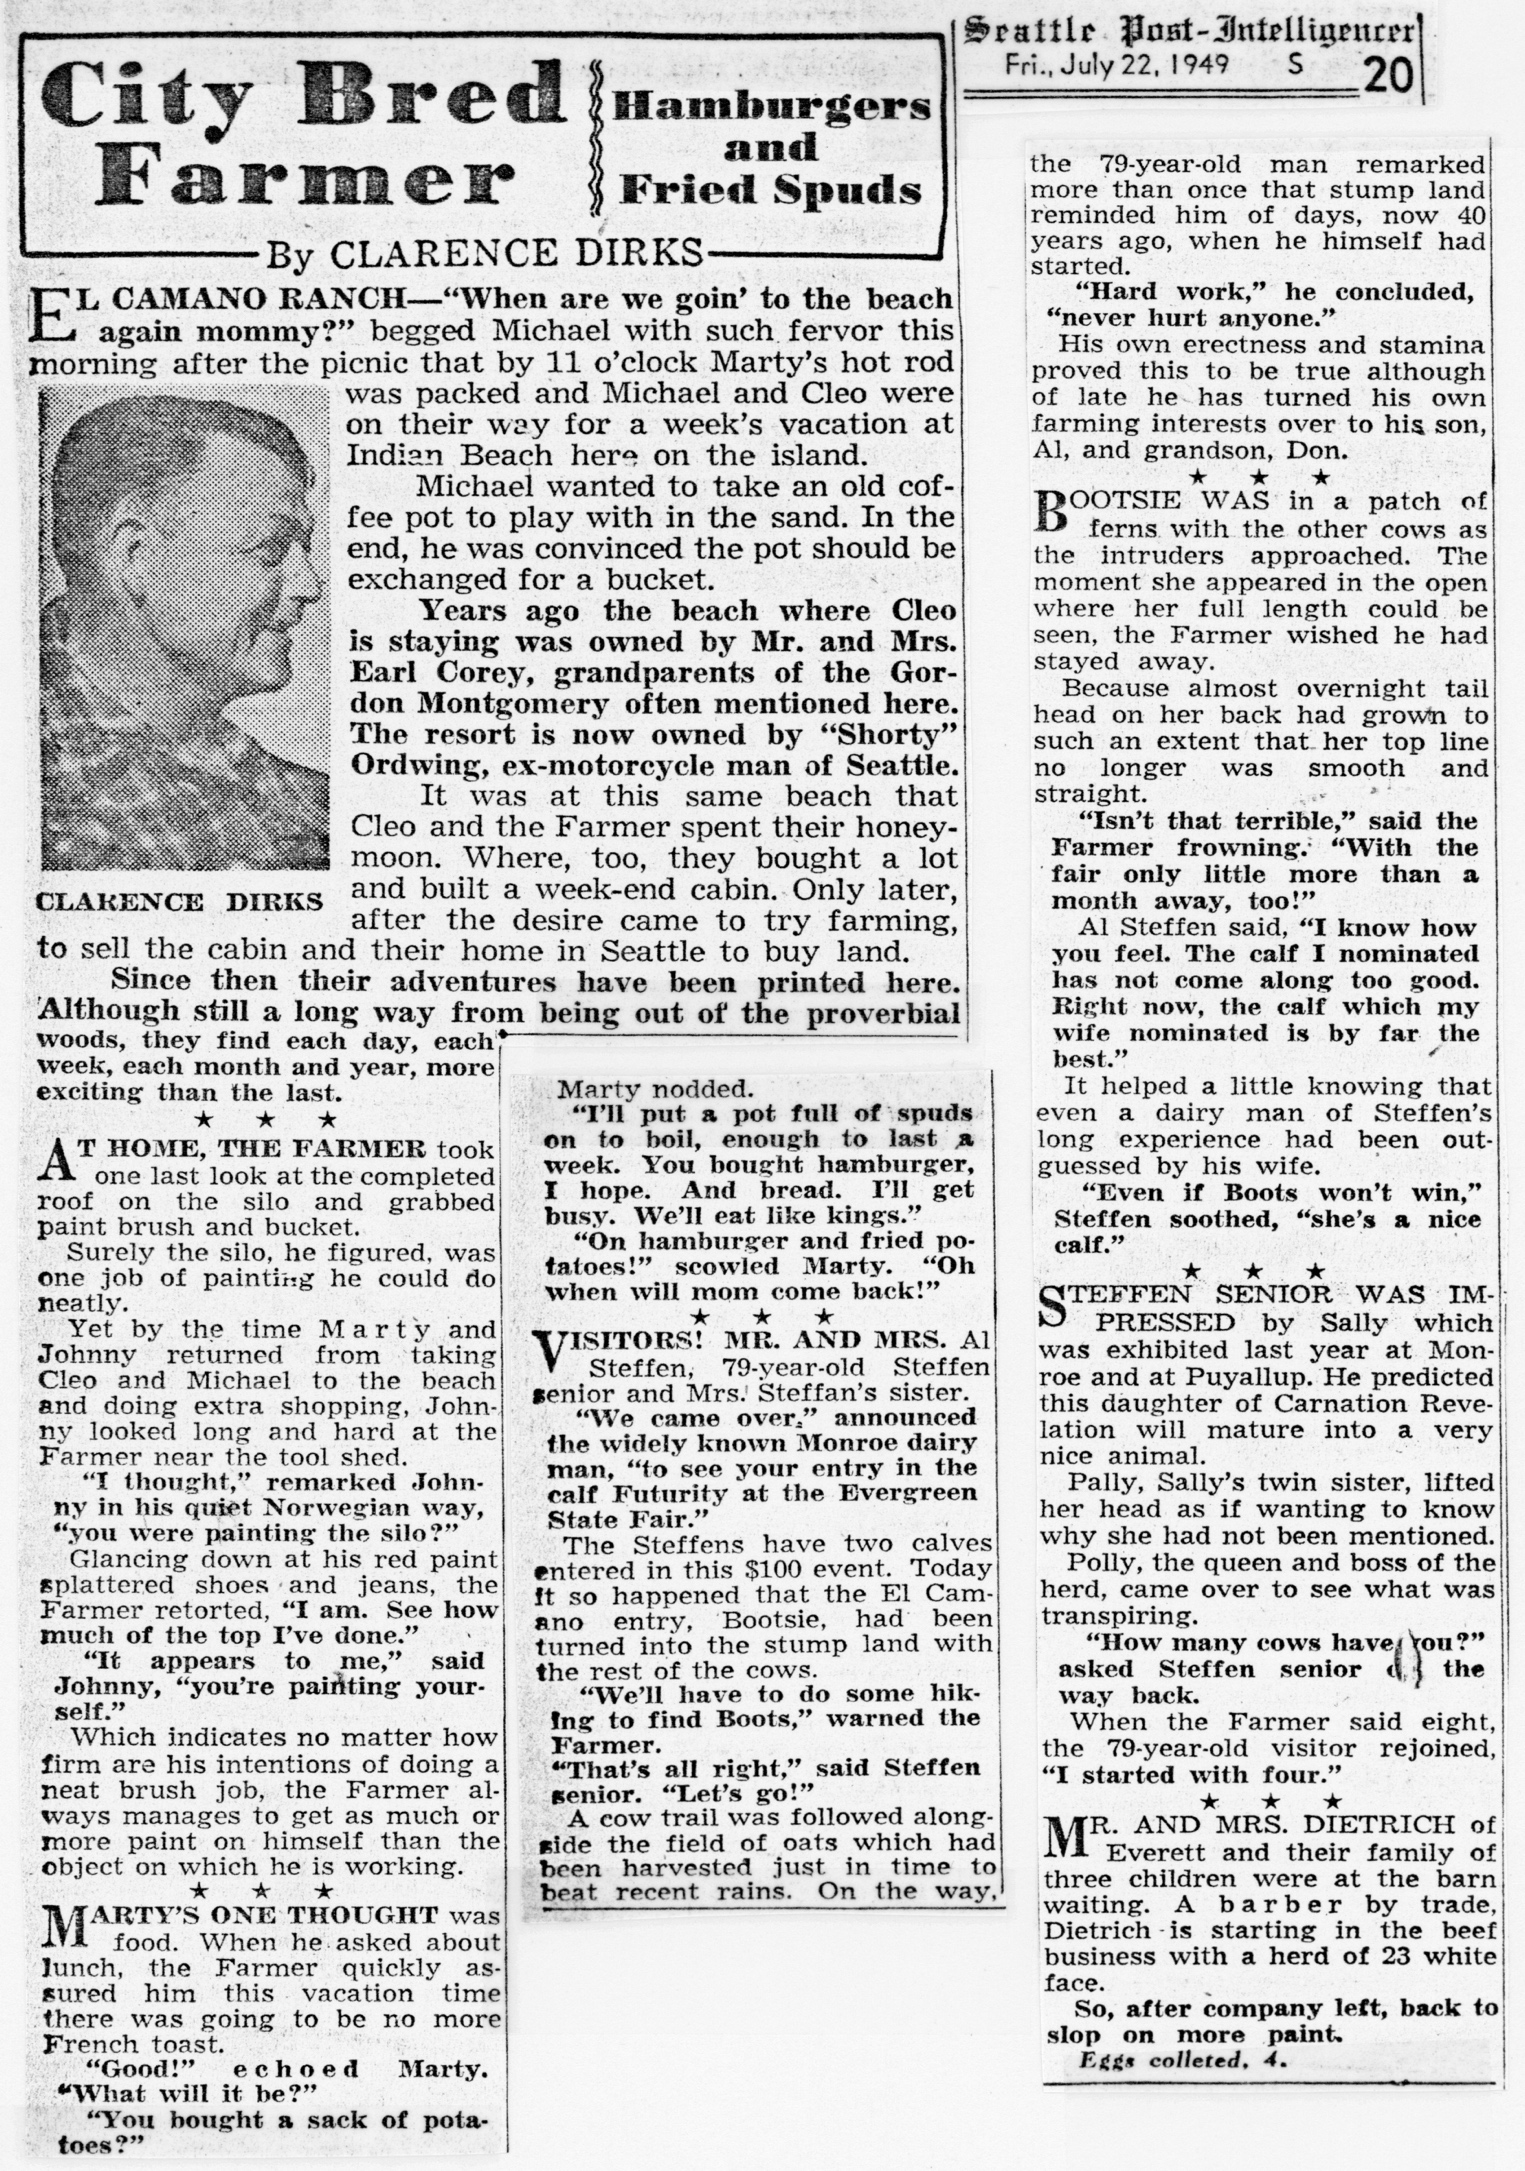 Seattle Post-Intelligencer
Fri., July 22, 1949 S 20
City Bred
Farmer
Hamburgers
and
Fried Spuds
By CLARENCE DIRKS
EL CAMANO RANCH—“When are we goin’ to the beach
again mommy?” begged Michael with such fervor this
morning after the picnic that by 11 o’clock Marty’s hot rod
was packed and Michael and Cleo were
on their way for a week’s vacation at
Indian Beach here on the island.
Michael wanted to take an old cof-
fee pot to play with in the sand. In the
end, he was convinced the pot should be
exchanged for a bucket.
Years ago the beach where Cleo
is staying was owned by Mr. and Mrs.
Earl Corey, grandparents of the Gor-
don Montgomery often mentioned here.
The resort is now owned by “Shorty”
Ordwing, ex-motorcycle man of Seattle.
It was at this same beach that
Cleo and the Farmer spent their honey-
moon. Where, too, they bought a lot
and built a week-end cabin. Only later,
after the desire came to try farming,
CLARENCE DIRKS
to sell the cabin and their home in Seattle to buy land.
Since then their adventures have been printed here.
Although still a long way from being out of the proverbial
woods, they find each day, each
week, each month and year, more
exciting than the last.
★ ★ ★
AT HOME, THE FARMER took
one last look at the completed
roof on the silo and grabbed
paint brush and bucket.
Surely the silo, he figured, was
one job of painting he could do
neatly.
Yet by the time Marty and
Johnny returned from taking
Cleo and Michael to the beach
and doing extra shopping, John-
ny looked long and hard at the
Farmer near the tool shed.
“I thought,” remarked John-
ny in his quiet Norwegian way,
“you were painting the silo?”
Glancing down at his red paint
splattered shoes and jeans, the
Farmer retorted, “I am. See how
much of the top I’ve done.”
“It appears to me,” said
Johnny, “you’re painting your-
self.”
Which indicates no matter how
firm are his intentions of doing a
neat brush job, the Farmer al-
ways manages to get as much or
more paint on himself than the
object on which he is working.
★ ★ ★
MARTY’S ONE THOUGHT was
food. When he asked about
lunch, the Farmer quickly as-
sured him this vacation time
there was going to be no more
French toast.
“Good!” echoed Marty.
“What will it be?”
“You bought a sack of pota-
toes?”
Marty nodded.
“I’ll put a pot full of spuds
on to boil, enough to last a
week. You bought hamburger,
I hope. And bread. I’ll get
busy. We’ll eat like kings.”
“On hamburger and fried po-
tatoes!” scowled Marty. “Oh
when will mom come back!”
★ ★ ★
VISITORS! MR. AND MRS. Al
Steffen, 79-year-old Steffen
senior and Mrs. Steffan’s sister.
“We came over,” announced
the widely known Monroe dairy
man, “to see your entry in the
calf Futurity at the Evergreen
State Fair.”
The Steffens have two calves
entered in this $100 event. Today
it so happened that the El Cam-
ano entry, Bootsie, had been
turned into the stump land with
the rest of the cows.
“We’ll have to do some hik-
ing to find Boots,” warned the
Farmer.
“That’s all right,” said Steffen
senior. “Let’s go!”
A cow trail was followed along-
side the field of oats which had
been harvested just in time to
beat recent rains. On the way,
the 79-year-old man remarked
more than once that stump land
reminded him of days, now 40
years ago, when he himself had
started.
“Hard work,” he concluded,
“never hurt anyone.”
His own erectness and stamina
proved this to be true although
of late he has turned his own
farming interests over to his son,
Al, and grandson, Don.
★ ★ ★
BOOTSIE WAS in a patch of
ferns with the other cows as
the intruders approached. The
moment she appeared in the open
where her full length could be
seen, the Farmer wished he had
stayed away.
Because almost overnight tail
head on her back had grown to
such an extent that her top line
no longer was smooth and
straight.
“Isn’t that terrible,” said the
Farmer frowning. “With the
fair only little more than a
month away, too!”
Al Steffen said, “I know how
you feel. The calf I nominated
has not come along too good.
Right now, the calf which my
wife nominated is by far the
best.”
It helped a little knowing that
even a dairy man of Steffen’s
long experience had been out-
guessed by his wife.
“Even if Boots won’t win,”
Steffen soothed, “she’s a nice
calf.”
★ ★ ★
STEFFEN SENIOR WAS IM-
PRESSED by Sally which
was exhibited last year at Mon-
roe and at Puyallup. He predicted
this daughter of Carnation Reve-
lation will mature into a very
nice animal.
Pally, Sally’s twin sister, lifted
her head as if wanting to know
why she had not been mentioned.
Polly, the queen and boss of the
herd, came over to see what was
transpiring.
“How many cows have you?”
asked Steffen senior the
way back.
When the Farmer said eight,
the 79-year-old visitor rejoined,
“I started with four.”
★ ★ ★
MR. AND MRS. DIETRICH of
Everett and their family of
three children were at the barn
waiting. A barber by trade,
Dietrich is starting in the beef
business with a herd of 23 white
face.
So, after company left, back to
slop on more paint.
Eggs colleted, 4.